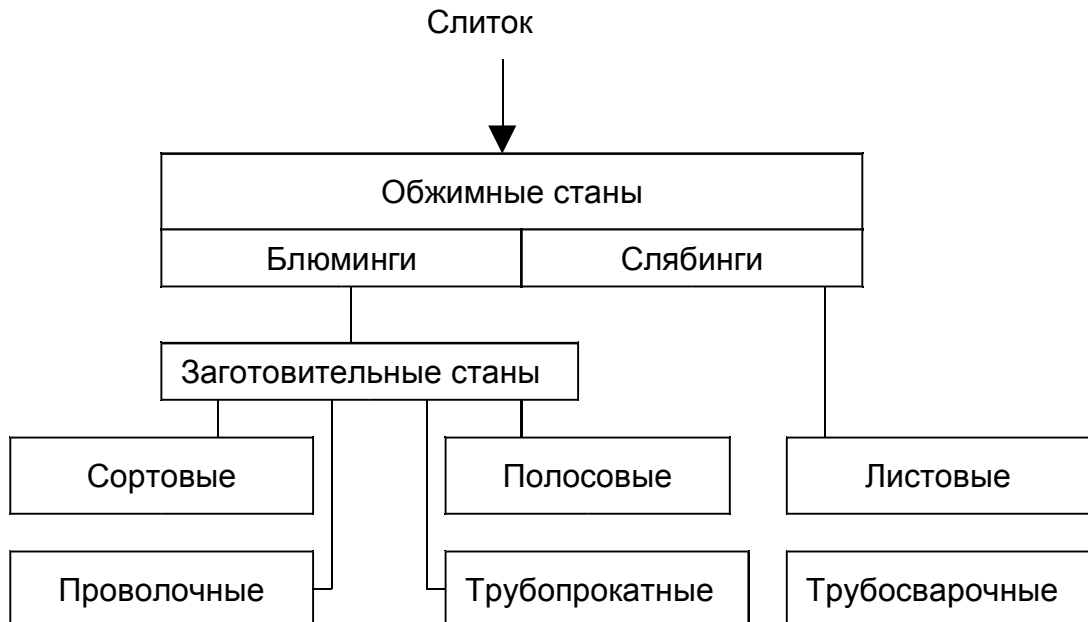 Слиток
Обжимные станы
Блюминги
Слябинги
Заготовительные станы
Сортовые
Полосовые
Листовые
Проволочные
Трубопрокатные
Трубосварочные